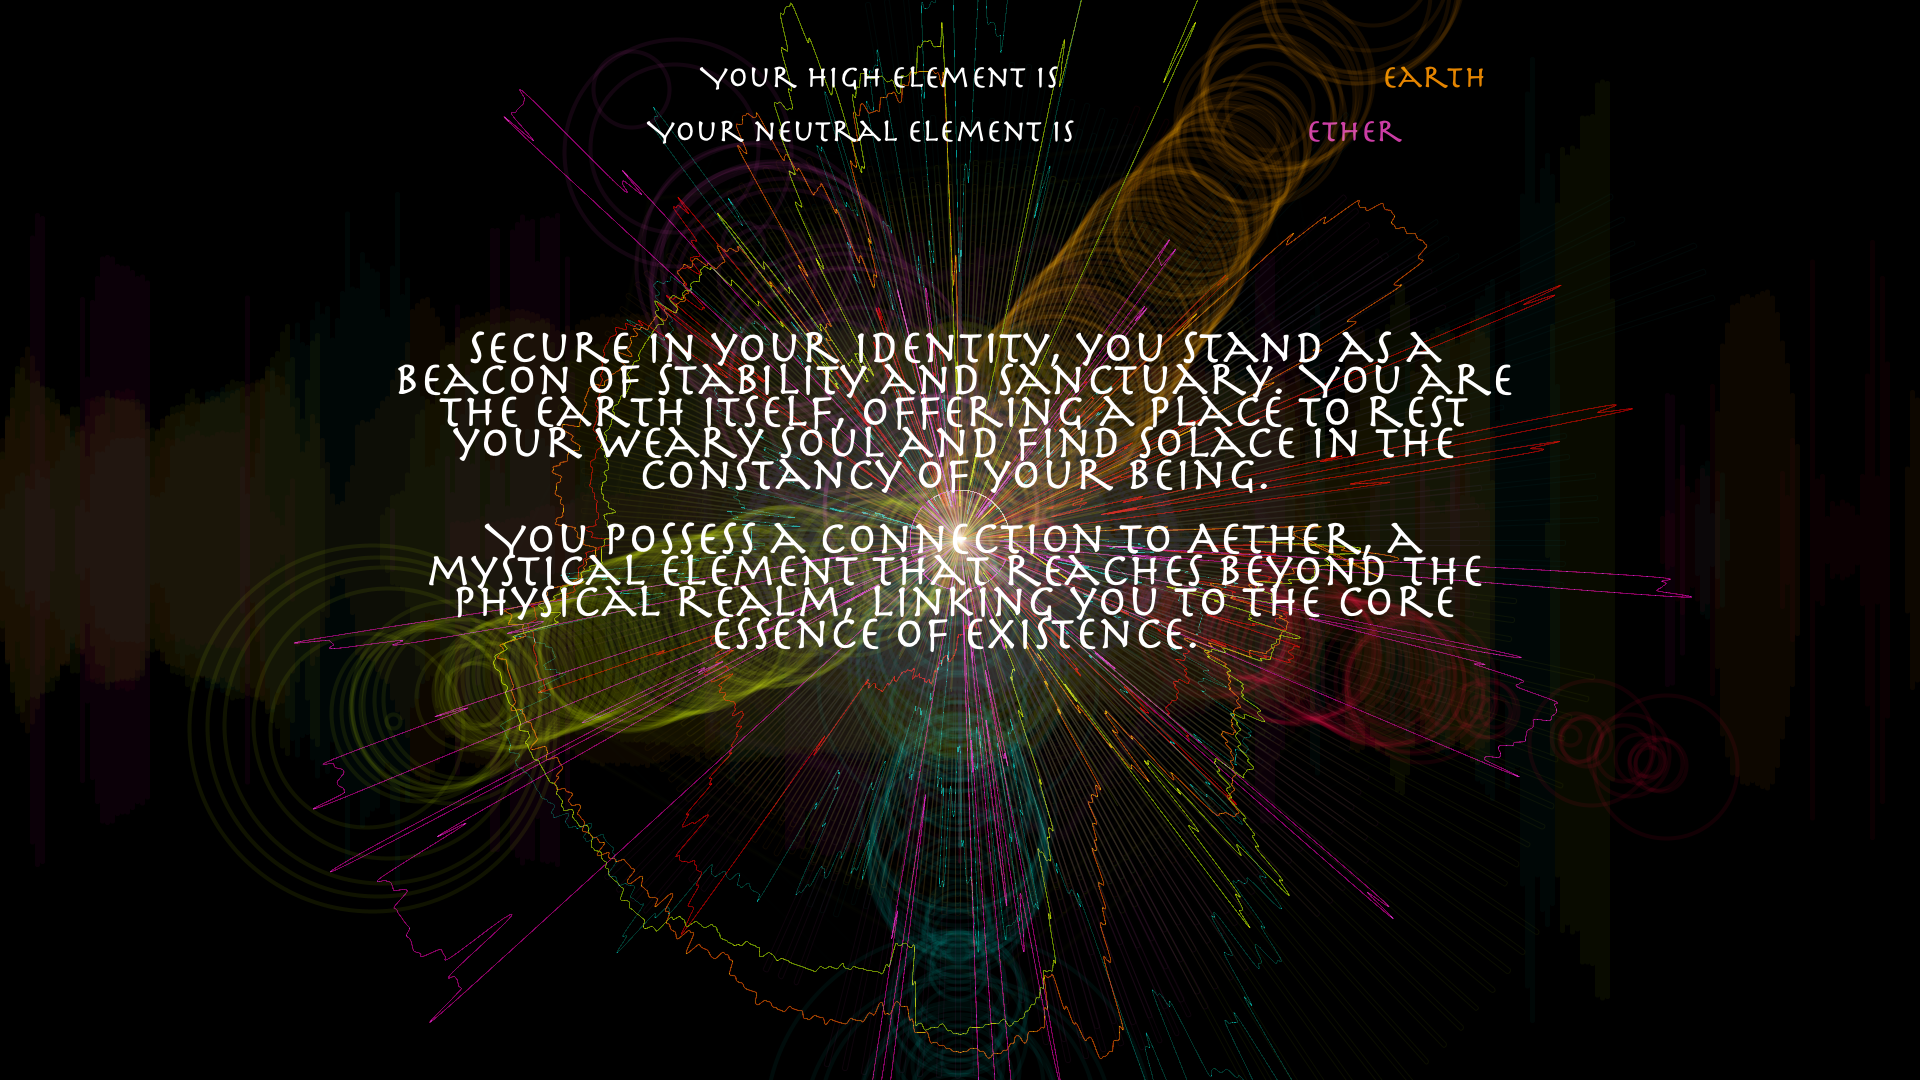 Your high element is Earth
Your neutral element is Ether
Secure in your identity, you stand as a
beacon of stability and sanctuary. You are
the earth itself, offering a place to rest
your weary soul and find solace in the
constancy of your being.
You possess a connection to Aether, a
mystical element that reaches beyond the
physical realm, linking you to the core
essence of existence.